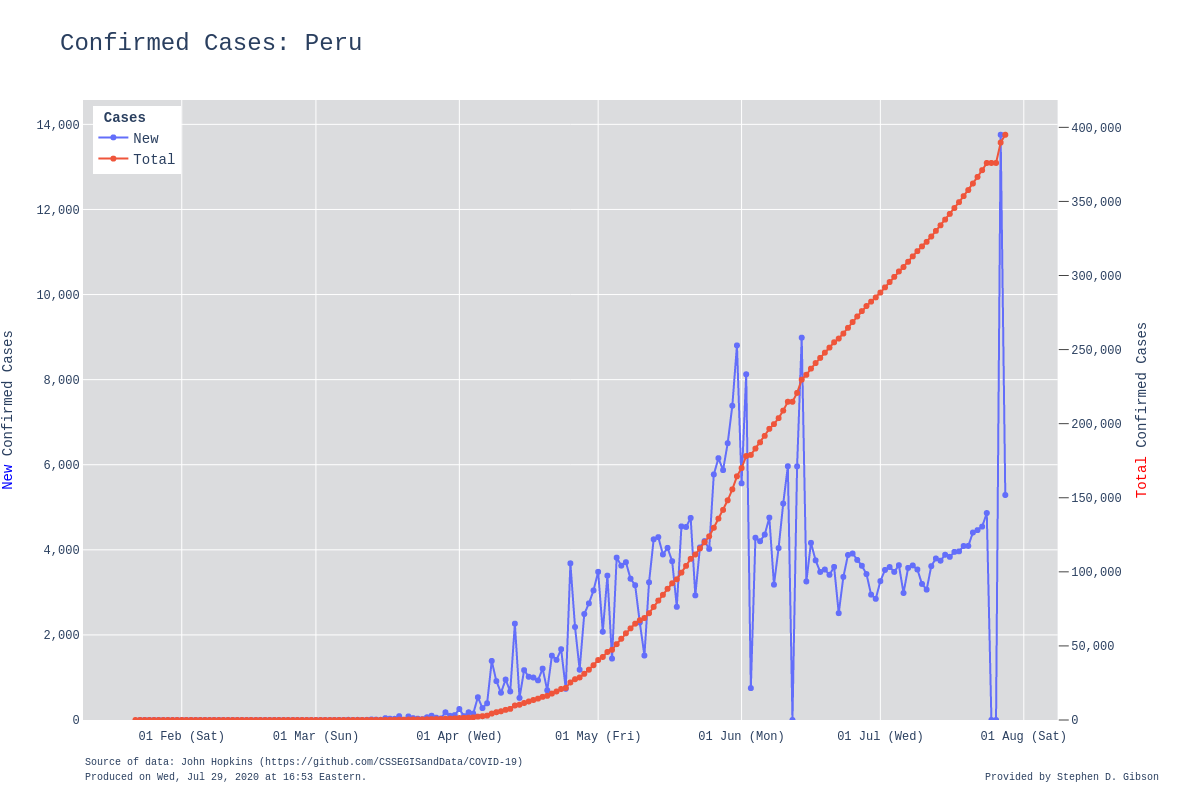 Confirmed Cases: Peru
Cases
New
Total
14,000
12,000
10,000
8,000
6,000
4,000
2,000
0
New Confirmed Cases
400,000
350,000
300,000
250,000
200,000
150,000
100,000
50,000
0
Total Confirmed Cases
01 Feb (Sat)
01 Mar (Sun)
01 Apr (Wed)
01 May (Fri)
01 Jun (Mon)
01 Jul (Wed)
01 Aug (Sat)
Source of data: John Hopkins (https://github.com/CSSEGISandData/COVID-19)
Produced on Wed, Jul 29, 2020 at 16:53 Eastern.
Provided by Stephen D. Gibson